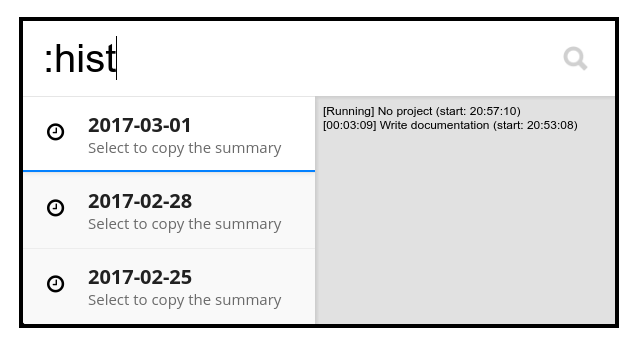 :hist
2017-03-01
Select to copy the summary
2017-02-28
Select to copy the summary
2017-02-25
Select to copy the summary
[Running] No project (start: 20:57:10)
[00:03:09] Write documentation (start: 20:53:08)